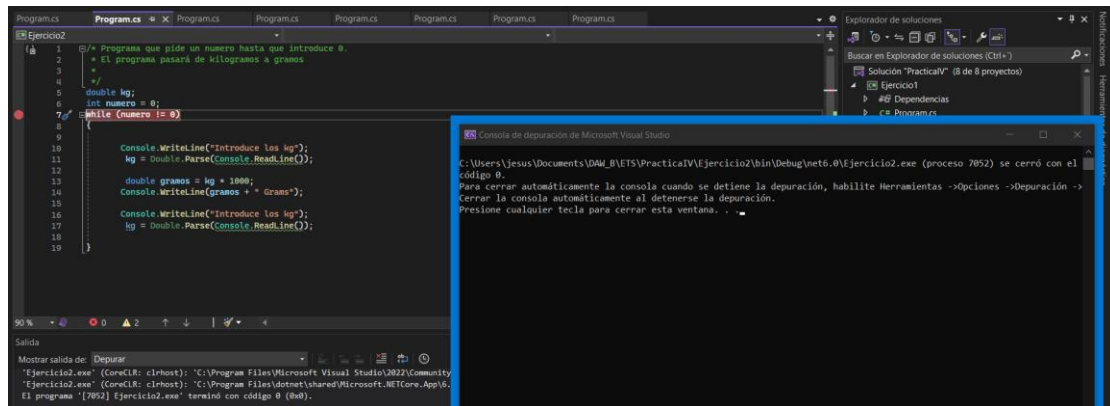 Program.cs Program.cs Program.cs Program.cs Program.cs Program.cs Program.cs Program.cs
Ejercicio2
1 /* Programa que pide un numero hasta que introduce 0.
2 * El programa pasará de kilogramos a gramos
3 *
4 */
5 double kg;
6 int numero = 0;
7 while (numero != 0)
8 {
9
10 Console.WriteLine("Introduce los kg");
11 kg = Double.Parse(Console.ReadLine());
12
13 double gramos = kg * 1000;
14 Console.WriteLine(gramos + " Grams");
15
16 Console.WriteLine("Introduce los kg");
17 kg = Double.Parse(Console.ReadLine());
18
19 }
90 % 0 2
Salida
Mostrar salida de: Depurar
'Ejercicio2.exe' (CoreCLR: clrhost): 'C:\Program Files\Microsoft Visual Studio\2022\Community
'Ejercicio2.exe' (CoreCLR: clrhost): 'C:\Program Files\dotnet\shared\Microsoft.NETCore.App\6.
El programa '[7052] Ejercicio2.exe' terminó con código 0 (0x0).
Explorador de soluciones
Buscar en Explorador de soluciones (Ctrl+´)
Solución "PracticaIV" (8 de 8 proyectos)
Ejercicio1
Dependencias
C# Program.cs
Notificaciones
Consola de depuración de Microsoft Visual Studio
C:\Users\jesus\Documents\DAW_B\ETS\PracticaIV\Ejercicio2\bin\Debug\net6.0\Ejercicio2.exe (proceso 7052) se cerró con el
código 0.
Para cerrar automáticamente la consola cuando se detiene la depuración, habilite Herramientas ->Opciones ->Depuración ->
Cerrar la consola automáticamente al detenerse la depuración.
Presione cualquier tecla para cerrar esta ventana. . .